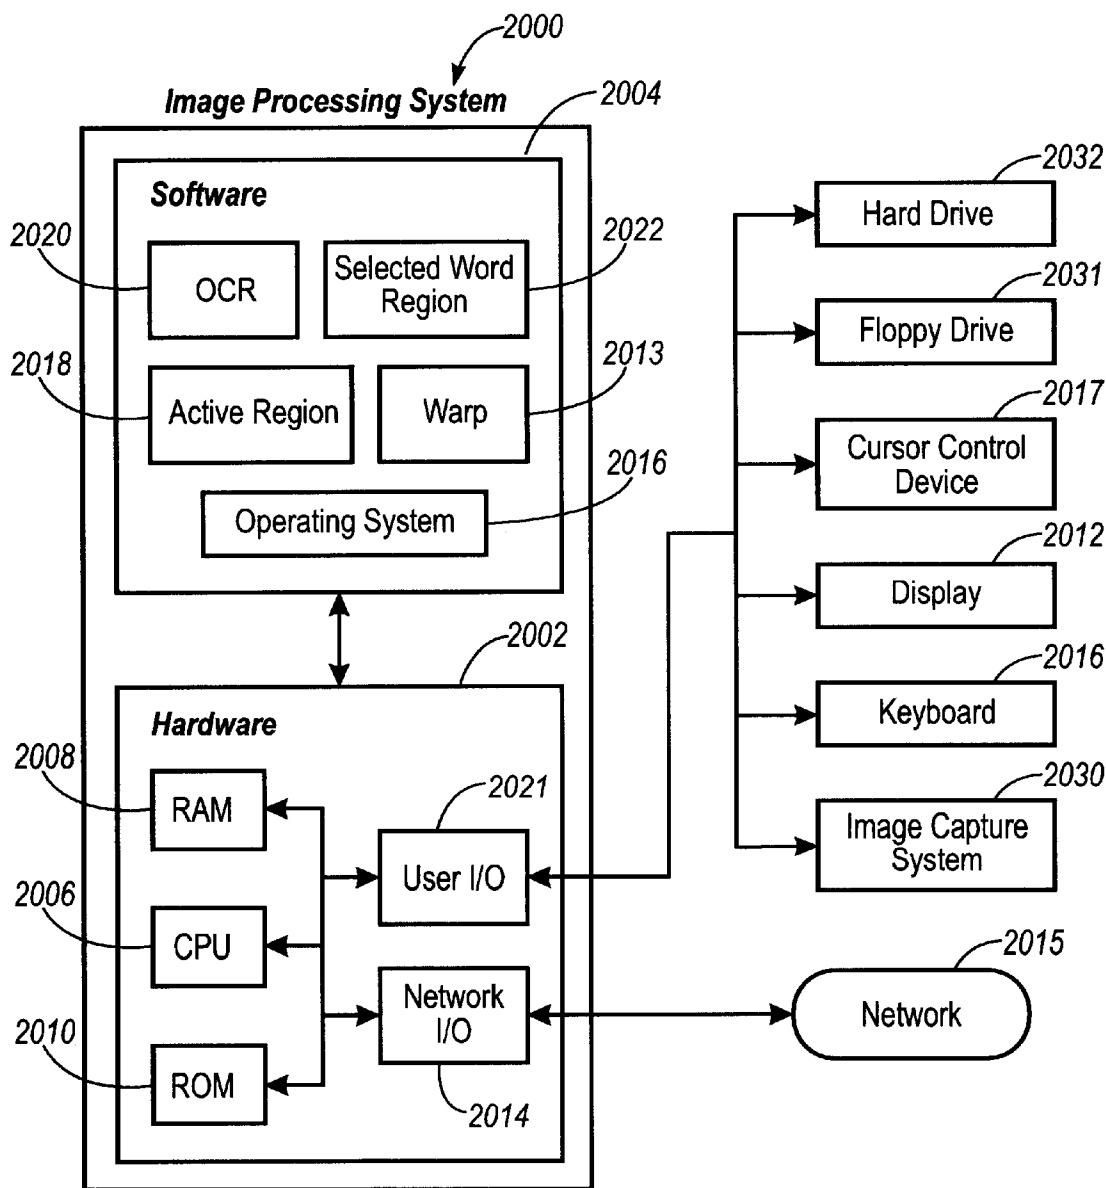 2000
Image Processing System
2004
Software
2020
OCR
Selected Word
Region
2022
2018
Active Region
Warp
2013
Operating System
2016
2002
Hardware
2008
RAM
2021
User I/O
2006
CPU
Network
I/O
2010
ROM
2014
2032
Hard Drive
2031
Floppy Drive
2017
Cursor Control
Device
2012
Display
2016
Keyboard
2030
Image Capture
System
2015
Network